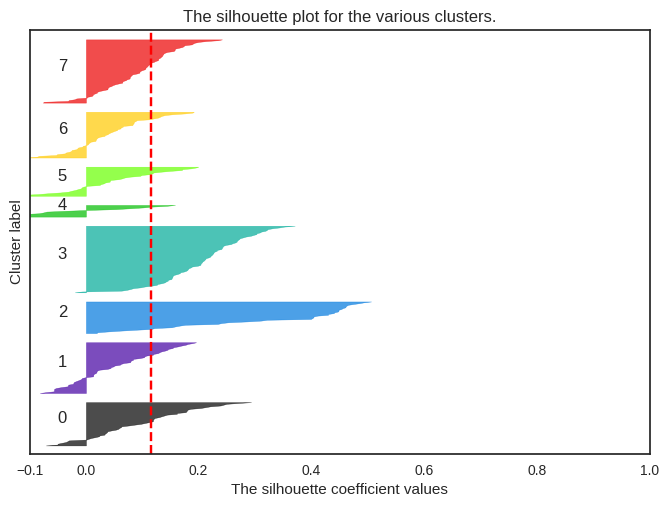 The silhouette plot for the various clusters.
Cluster label
7
6
5
4
3
2
1
0
−0.1 0.0 0.2 0.4 0.6 0.8 1.0
The silhouette coefficient values